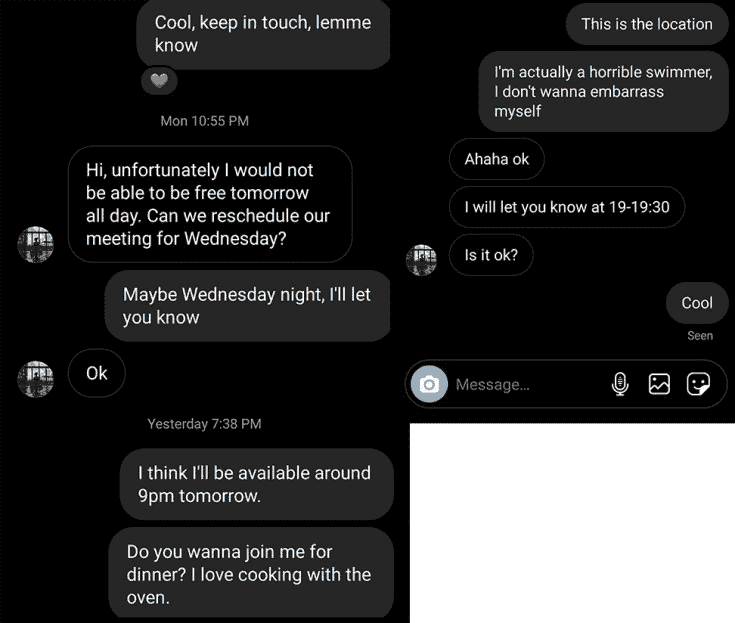 Cool, keep in touch, lemme
know
Mon 10:55 PM
Hi, unfortunately I would not
be able to be free tomorrow
all day. Can we reschedule our
meeting for Wednesday?
Maybe Wednesday night, I'll let
you know
Ok
Yesterday 7:38 PM
I think I'll be available around
9pm tomorrow.
Do you wanna join me for
dinner? I love cooking with the
oven.
This is the location
I'm actually a horrible swimmer,
I don't wanna embarrass
myself
Ahaha ok
I will let you know at 19-19:30
Is it ok?
Cool
Seen
Message...